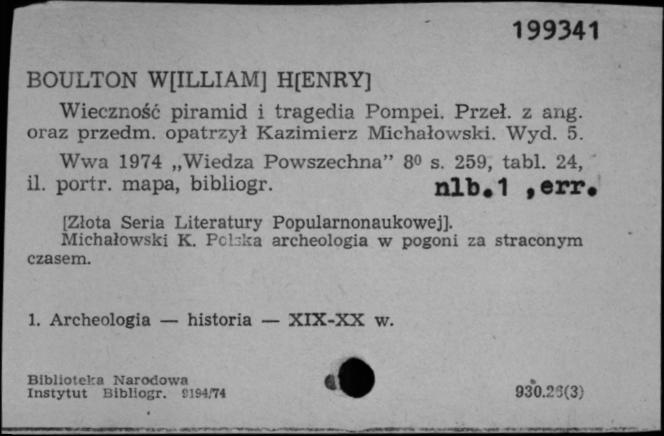 199341
BOULTON W[ILLIAM] H[ENRY]
Wieczność piramid i tragedia Pompei. Przeł. z ang.
oraz przedm. opatrzył Kazimierz Michałowski. Wyd. 5.
Wwa 1974 „Wiedza Powszechna” 8⁰ s. 259, tabl. 24,
il. portr. mapa, bibliogr. nlb.1 ,err.
[Złota Seria Literatury Popularnonaukowej].
Michałowski K. Polska archeologia w pogoni za straconym
czasem.
1. Archeologia — historia — XIX-XX w.
Biblioteka Narodowa
Instytut Bibliogr. 9194/74 930.26(3)